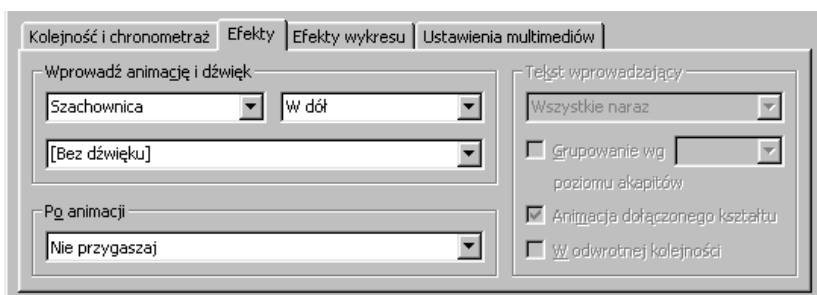 Kolejność i chronometraż Efekty Efekty wykresu Ustawienia multimediów
Wprowadź animację i dźwięk
Szachownica W dół
[Bez dźwięku]
Po animacji
Nie przygaszaj
Tekst wprowadzający
Wszystkie naraz
Grupowanie wg
poziomu akapitów
Animacja dołączonego kształtu
W odwrotnej kolejności